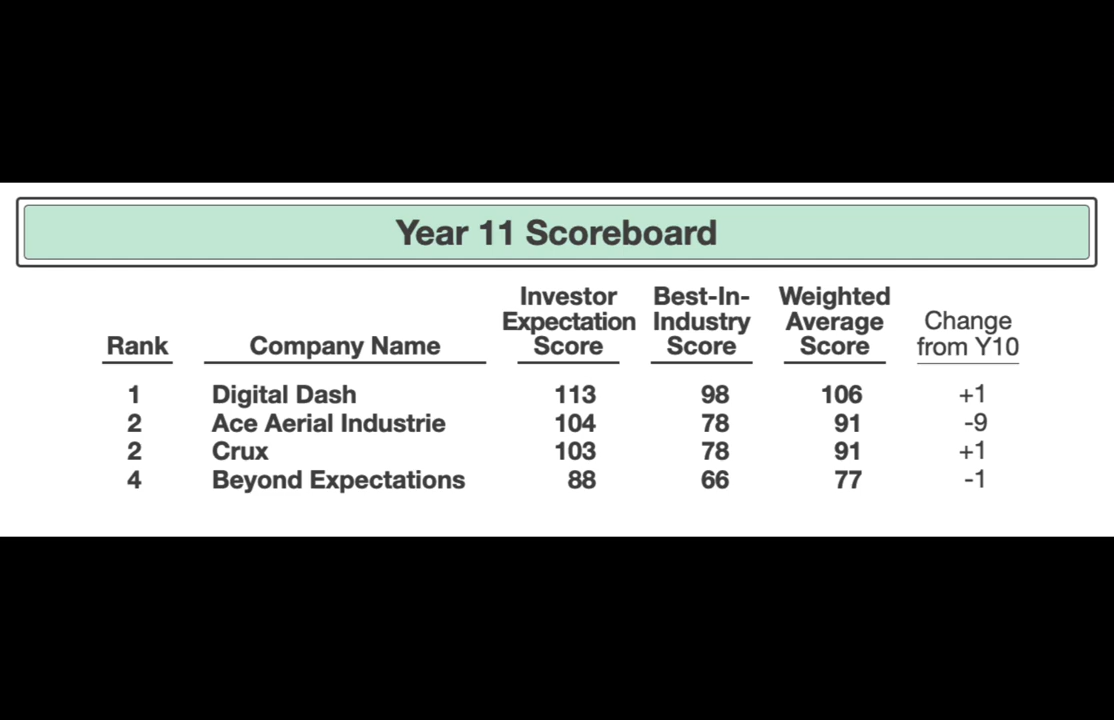 Year 11 Scoreboard
Rank Company Name Investor Expectation Score Best-In-Industry Score Weighted Average Score Change from Y10
1 Digital Dash 113 98 106 +1
2 Ace Aerial Industrie 104 78 91 -9
2 Crux 103 78 91 +1
4 Beyond Expectations 88 66 77 -1